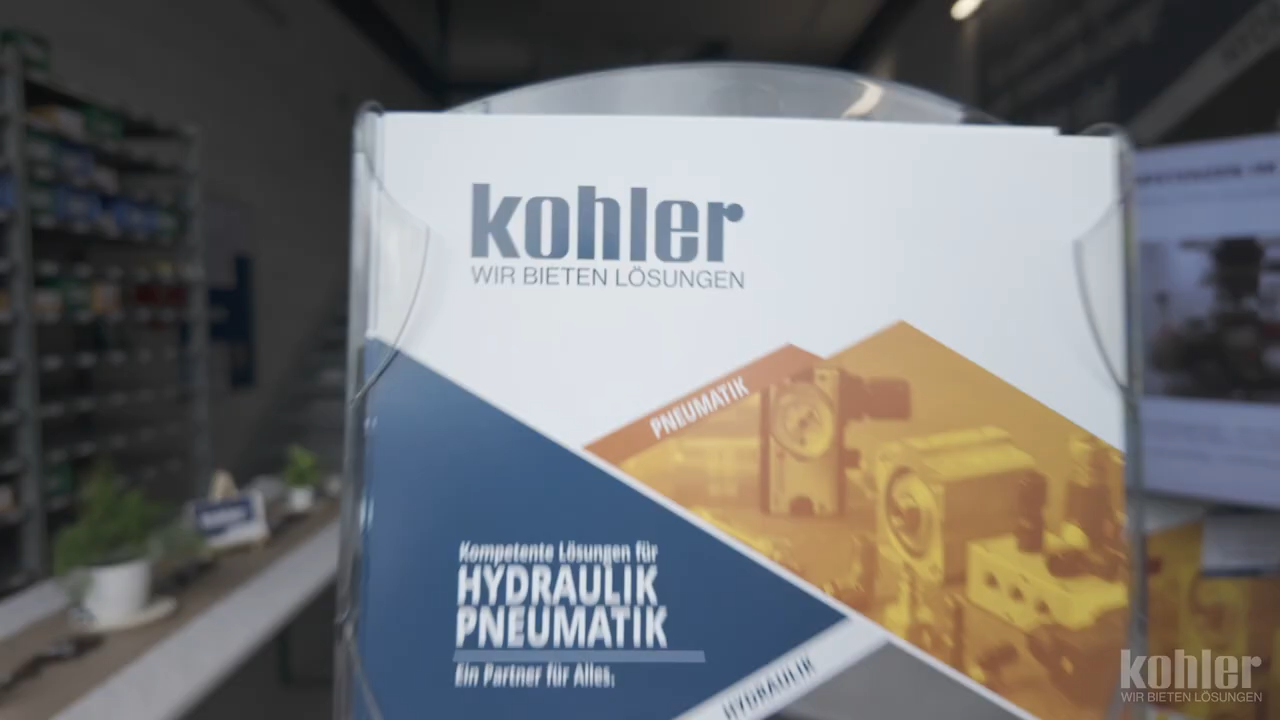 kohler
WIR BIETEN LÖSUNGEN
PNEUMATIK
Kompetente Lösungen für
HYDRAULIK
PNEUMATIK
Ein Partner für Alles.
HYDRAULIK
kohler
WIR BIETEN LÖSUNGEN